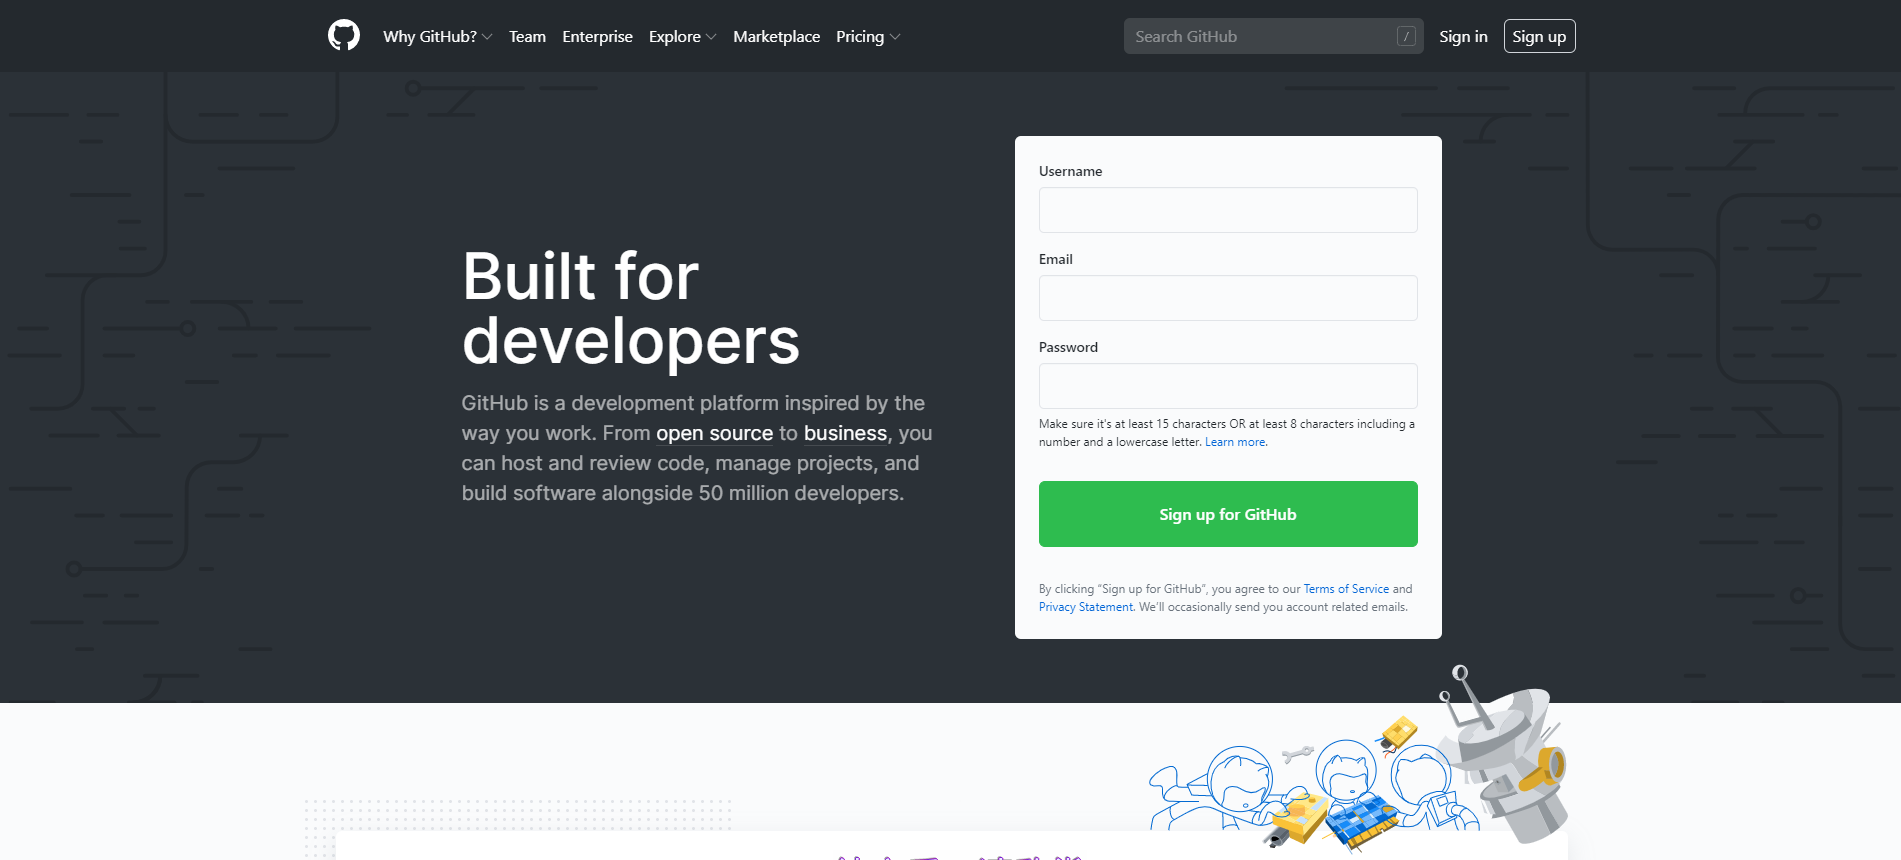 Why GitHub? Team Enterprise Explore Marketplace Pricing Search GitHub / Sign in Sign up
Built for
developers
GitHub is a development platform inspired by the
way you work. From open source to business, you
can host and review code, manage projects, and
build software alongside 50 million developers.
Username
Email
Password
Make sure it's at least 15 characters OR at least 8 characters including a
number and a lowercase letter. Learn more.
Sign up for GitHub
By clicking “Sign up for GitHub”, you agree to our Terms of Service and
Privacy Statement. We’ll occasionally send you account related emails.